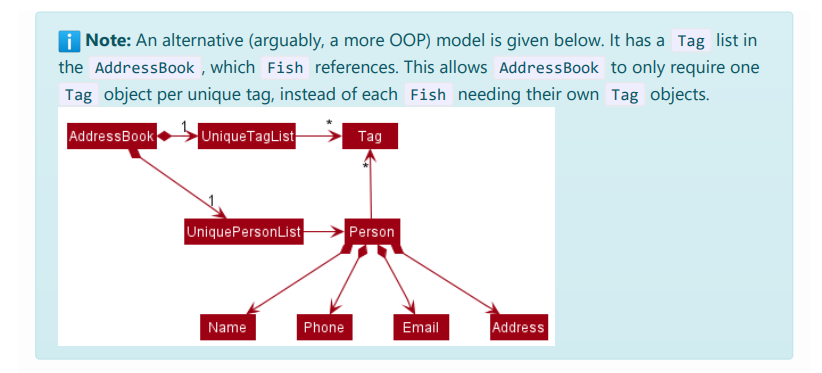 i Note: An alternative (arguably, a more OOP) model is given below. It has a Tag list in
the AddressBook , which Fish references. This allows AddressBook to only require one
Tag object per unique tag, instead of each Fish needing their own Tag objects.
AddressBook 1 UniqueTagList * Tag
*
1
UniquePersonList Person
Name Phone Email Address